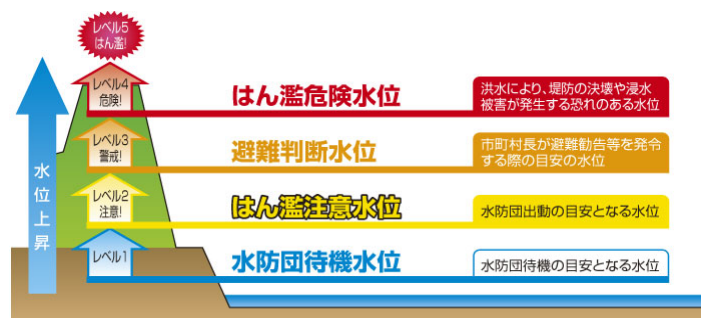 レベル5
はん濫!
レベル4
危険!
はん濫危険水位
洪水により、堤防の決壊や浸水
被害が発生する恐れのある水位
レベル3
警戒!
避難判断水位
市町村長が避難勧告等を発令
する際の目安の水位
レベル2
注意!
はん濫注意水位
水防団出動の目安となる水位
レベル1
水防団待機水位
水防団待機の目安となる水位
水位上昇